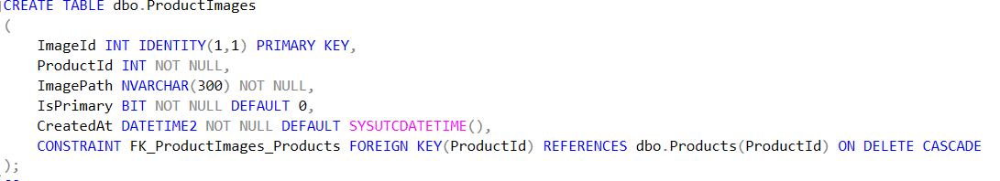 CREATE TABLE dbo.ProductImages
(
    ImageId INT IDENTITY(1,1) PRIMARY KEY,
    ProductId INT NOT NULL,
    ImagePath NVARCHAR(300) NOT NULL,
    IsPrimary BIT NOT NULL DEFAULT 0,
    CreatedAt DATETIME2 NOT NULL DEFAULT SYSUTCDATETIME(),
    CONSTRAINT FK_ProductImages_Products FOREIGN KEY(ProductId) REFERENCES dbo.Products(ProductId) ON DELETE CASCADE
);